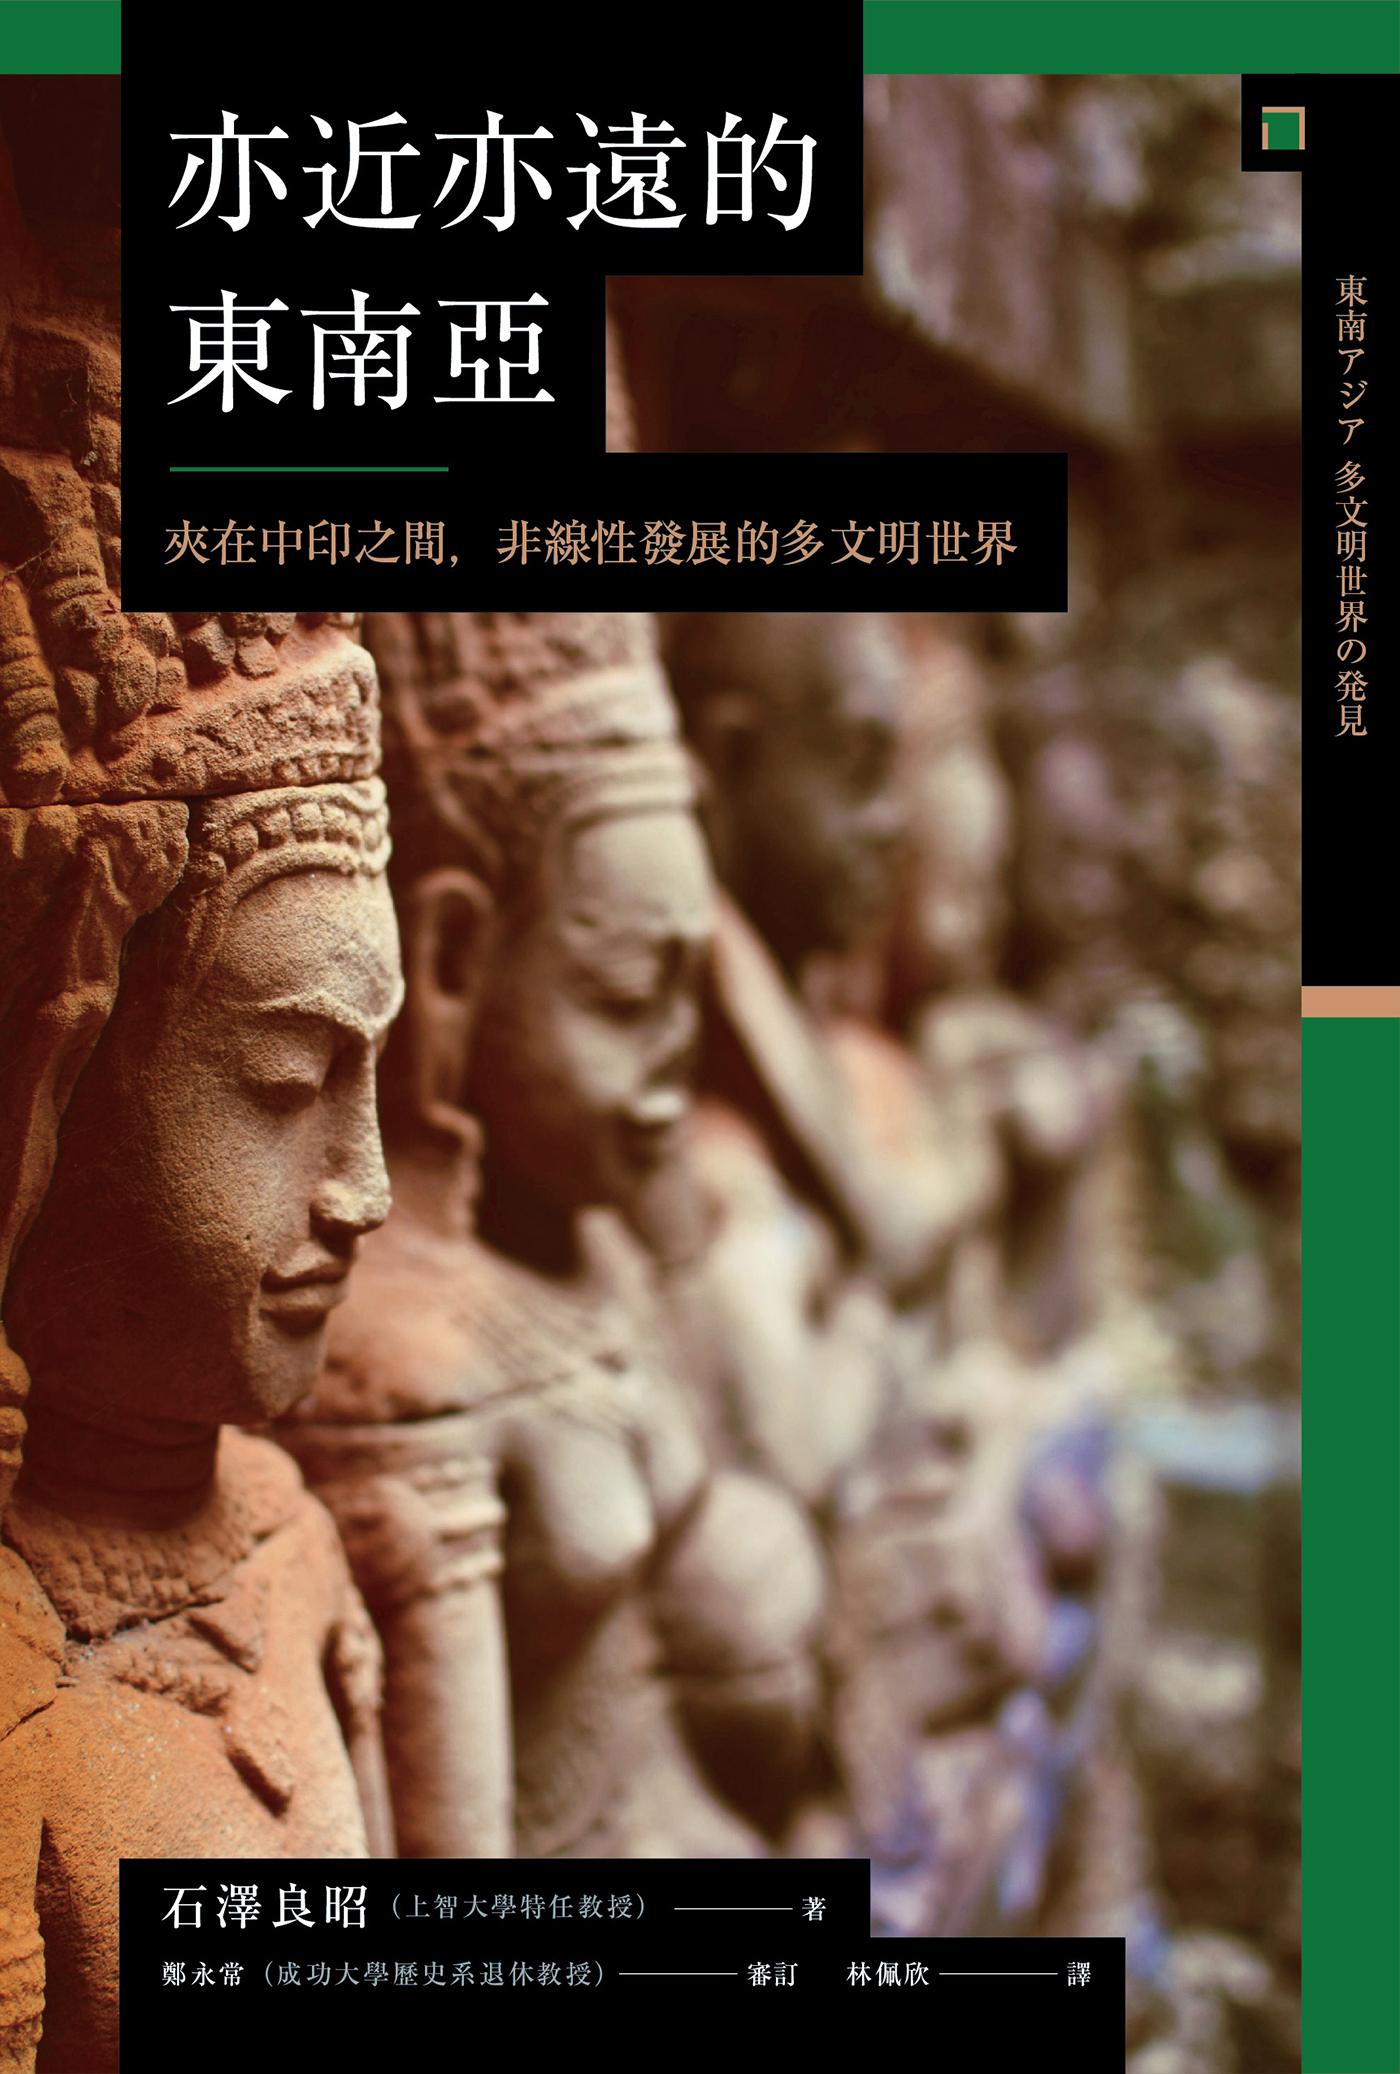 亦近亦遠的
東南亞
夾在中印之間，非線性發展的多文明世界
東南アジア 多文明世界の発見
石澤良昭（上智大學特任教授）——著
鄭永常（成功大學歷史系退休教授）——審訂 林佩欣——譯